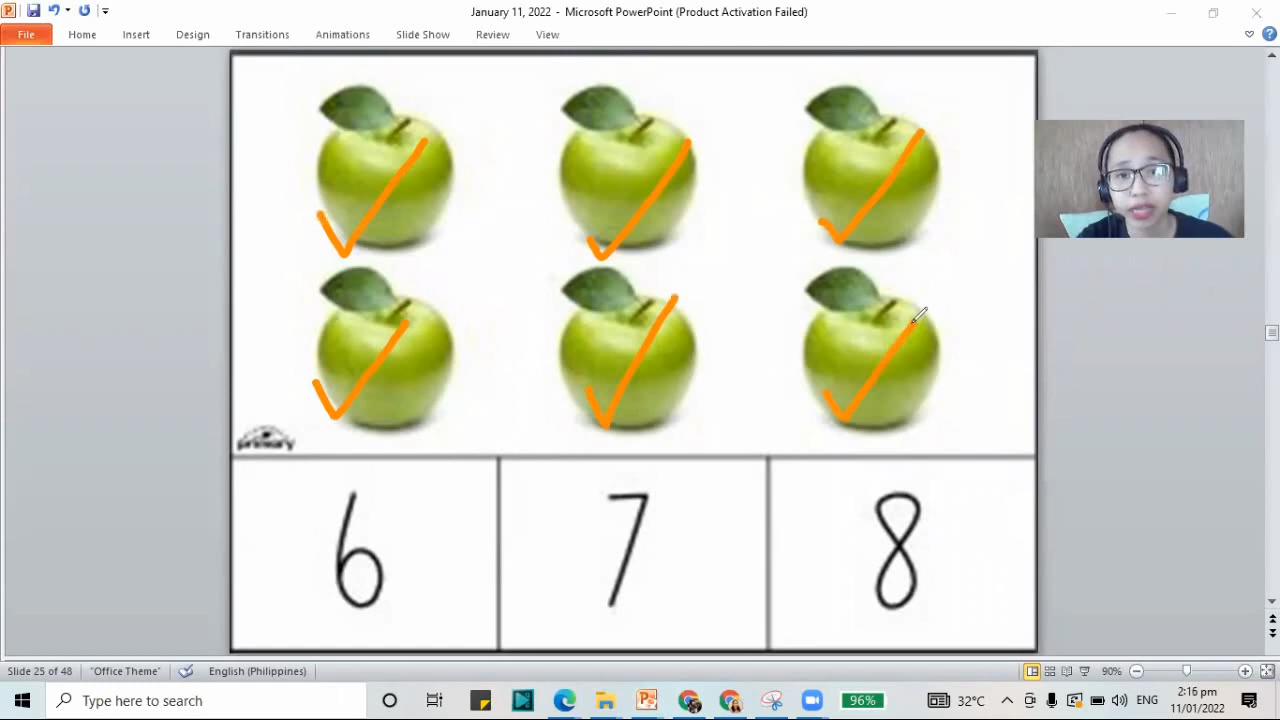 January 11, 2022 - Microsoft PowerPoint (Product Activation Failed)
File Home Insert Design Transitions Animations Slide Show Review View
primary
6 7 8
Slide 25 of 48 "Office Theme" English (Philippines) 90%
Type here to search 96% 32°C ENG 2:16 pm
11/01/2022